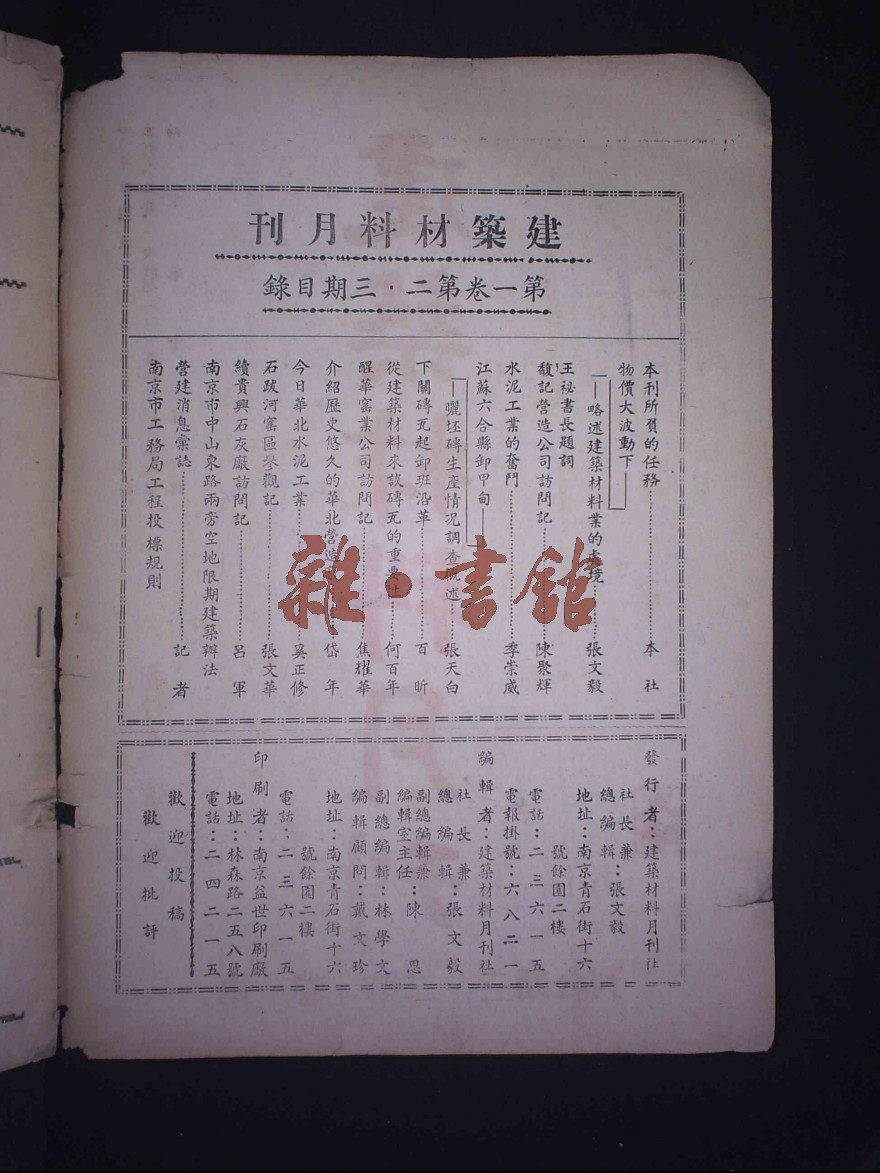 建築材料月刊
第一卷第二·三期目錄
本刊所負的任務…………本社
物價大波動下——
——略述建築材料業的處境……張文毅
王祕書長題詞
馥記營造公司訪問記………陳聚輝
水泥工業的奮鬥…………季崇威
江蘇六合縣卸甲甸——
——曬坯磚生產情况調查概述……張天白
下關磚瓦起卸班沿革…………百昕
從建築材料來談磚瓦的重要性……何百年
醒華窰業公司訪問記…………焦耀華
介紹歷史悠久的華北營造……岱年
今日華北水泥工業…………吳正修
石跋河窰區參觀記…………張文華
續貴興石灰廠訪問記…………呂軍
南京市中山東路兩旁空地限期建築辦法
營建消息彙誌…………記者
南京市工務局工程投標規則
發行者：建築材料月刊社
社長兼總編輯：張文毅
地址：南京青石街十六
號餘園二樓
電話：二三六一五
電報掛號：六八二一
編輯者：建築材料月刊社
社長兼總編輯：張文毅
副總編輯兼編輯室主任：陳思
副總編輯：林學文
編輯顧問：戴文珍
地址：南京青石街十六
號餘園二樓
電話：二三六一五
印刷者：南京益世印刷廠
地址：林森路二五八號
電話：二四二一五
歡迎投稿
歡迎批評
雜·書館